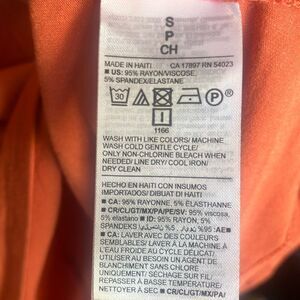 S
P
CH
MADE IN HAITI CA 17897 RN 54023
■ US: 95% RAYON/VISCOSE,
5% SPANDEX/ELASTANE
30 P
I
1166
WASH WITH LIKE COLORS/ MACHINE
WASH COLD GENTLE CYCLE/
ONLY NON-CHLORINE BLEACH WHEN
NEEDED/ LINE DRY/ COOL IRON/
DRY CLEAN
HECHO EN HAITI CON INSUMOS
IMPORTADOS/ DIBUAT DI HAITI
■ CA: 95% RAYONNE, 5% ÉLASTHANNE
■ CR/CL/GT/MX/PA/PE/SV: 95% viscosa,
5% elastano ■ ID: 95% RAYON, 5%
SPANDEKS :AE■
■ CA: LAVER AVEC DES COULEURS
SEMBLABLES/ LAVER À LA MACHINE À
L'EAU FROIDE AU CYCLE DÉLICAT/
UTILISER AU BESOIN UN AGENT DE
BLANCHIMENT SANS CHLORE
UNIQUEMENT/ SÉCHAGE SUR FIL/
REPASSAGE À BASSE TEMPÉRATURE/
NETTOYER À SEC ■ CR/CL/GT/MX/PA/